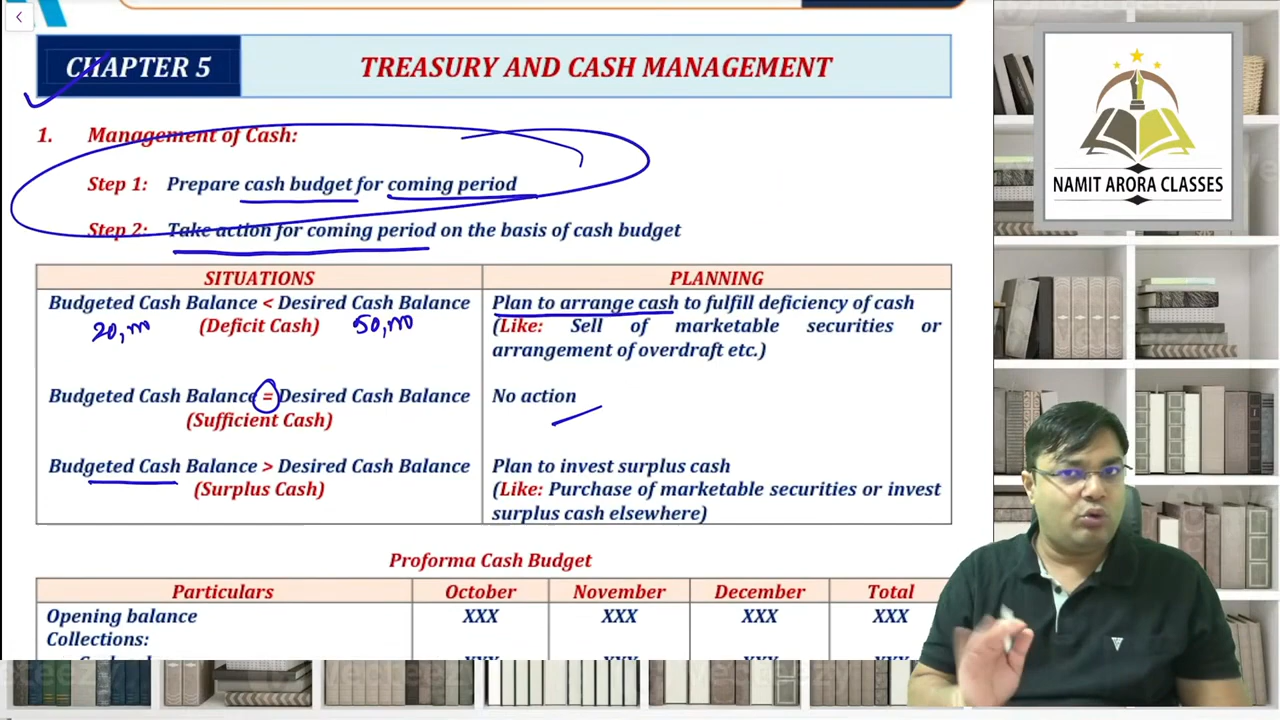 CHAPTER 5 TREASURY AND CASH MANAGEMENT
1. Management of Cash:
Step 1: Prepare cash budget for coming period
Step 2: Take action for coming period on the basis of cash budget
SITUATIONS PLANNING
Budgeted Cash Balance < Desired Cash Balance
(Deficit Cash)
20,000 50,000
Plan to arrange cash to fulfill deficiency of cash
(Like: Sell of marketable securities or
arrangement of overdraft etc.)
Budgeted Cash Balance = Desired Cash Balance
(Sufficient Cash)
No action
Budgeted Cash Balance > Desired Cash Balance
(Surplus Cash)
Plan to invest surplus cash
(Like: Purchase of marketable securities or invest
surplus cash elsewhere)
Proforma Cash Budget
Particulars October November December Total
Opening balance XXX XXX XXX XXX
Collections:
NAMIT ARORA CLASSES